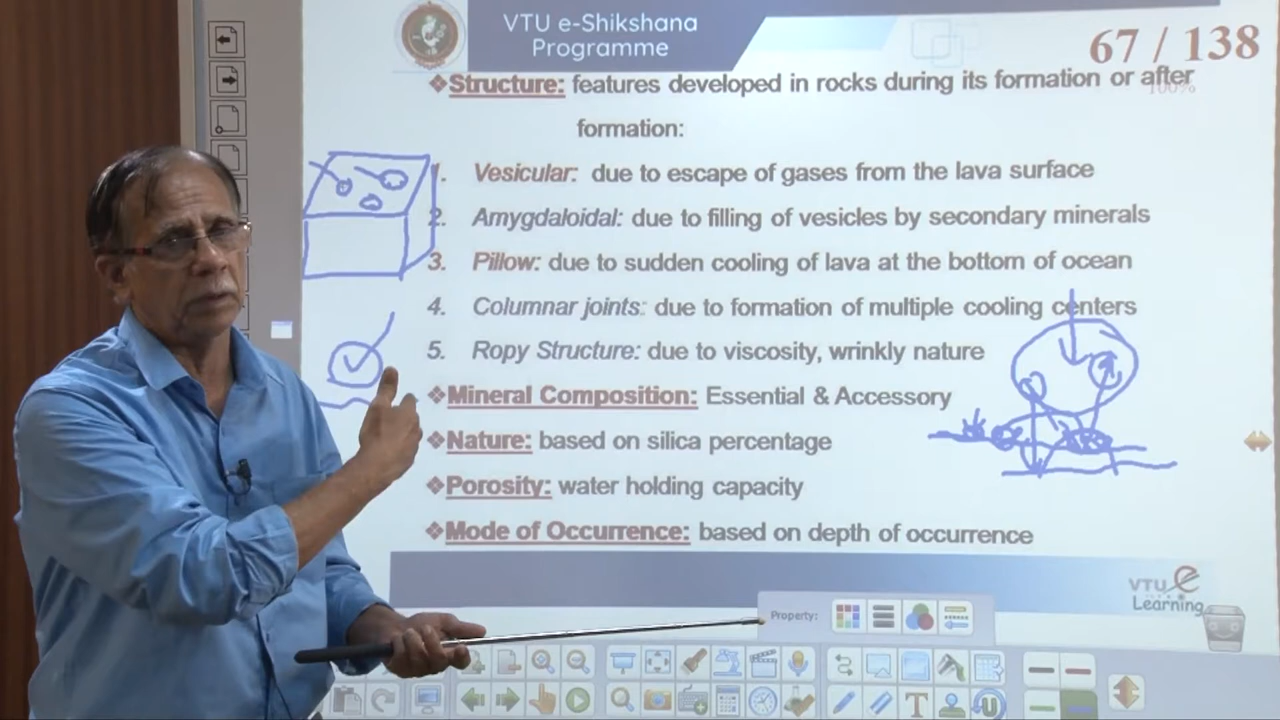 VTU e-Shikshana
Programme
67 / 138
100%
❖Structure: features developed in rocks during its formation or after
formation:
1. Vesicular: due to escape of gases from the lava surface
2. Amygdaloidal: due to filling of vesicles by secondary minerals
3. Pillow: due to sudden cooling of lava at the bottom of ocean
4. Columnar joints: due to formation of multiple cooling centers
5. Ropy Structure: due to viscosity, wrinkly nature
❖Mineral Composition: Essential & Accessory
❖Nature: based on silica percentage
❖Porosity: water holding capacity
❖Mode of Occurrence: based on depth of occurrence
VTU e
Learning
Property: